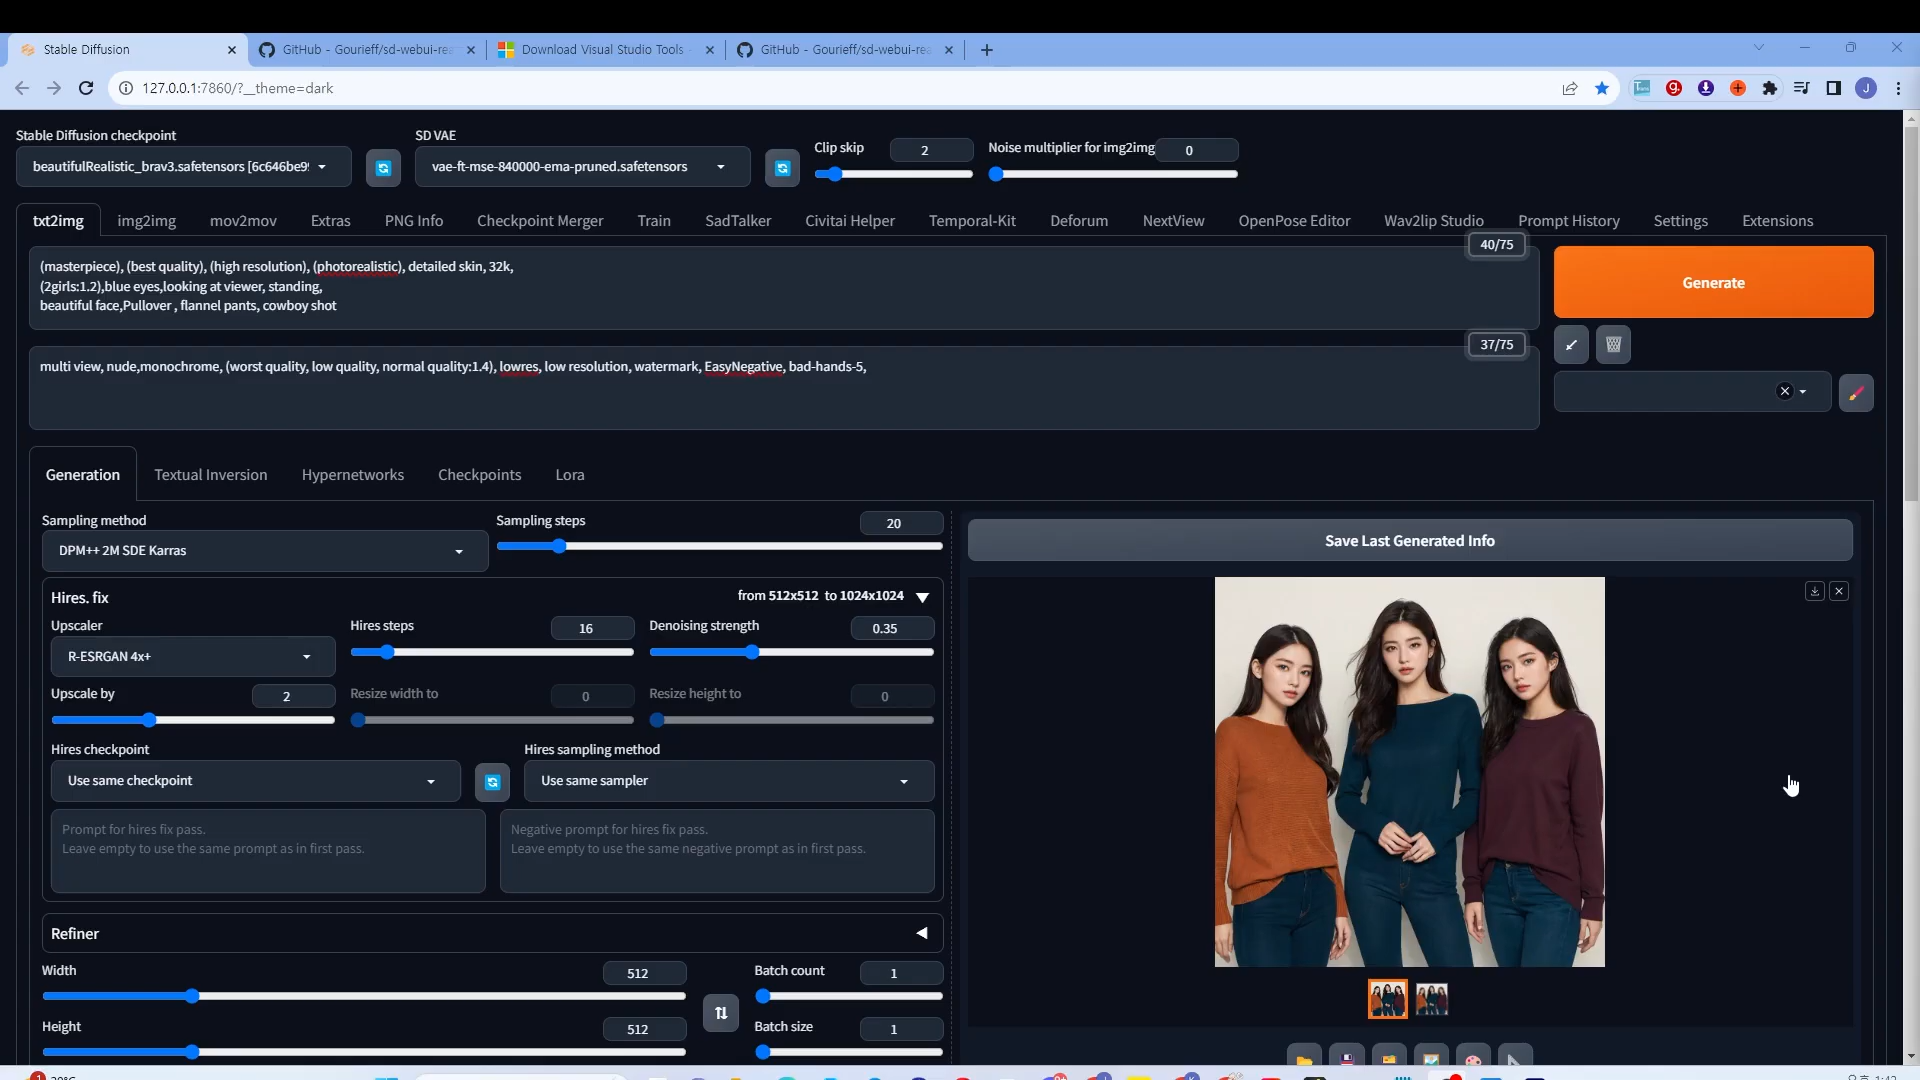 Stable Diffusion
GitHub - Gourieff/sd-webui-rea
Download Visual Studio Tools -
GitHub - Gourieff/sd-webui-rea
127.0.0.1:7860/?__theme=dark
J
Stable Diffusion checkpoint
SD VAE
Clip skip
2
Noise multiplier for img2img
0
beautifulRealistic_brav3.safetensors [6c646be9
vae-ft-mse-840000-ema-pruned.safetensors
txt2img
img2img
mov2mov
Extras
PNG Info
Checkpoint Merger
Train
SadTalker
Civitai Helper
Temporal-Kit
Deforum
NextView
OpenPose Editor
Wav2lip Studio
Prompt History
Settings
Extensions
40/75
(masterpiece), (best quality), (high resolution), (photorealistic), detailed skin, 32k,
(2girls:1.2),blue eyes,looking at viewer, standing,
beautiful face,Pullover , flannel pants, cowboy shot
Generate
37/75
multi view, nude,monochrome, (worst quality, low quality, normal quality:1.4), lowres, low resolution, watermark, EasyNegative, bad-hands-5,
Generation
Textual Inversion
Hypernetworks
Checkpoints
Lora
Sampling method
DPM++ 2M SDE Karras
Sampling steps
20
Save Last Generated Info
Hires. fix
from 512x512 to 1024x1024
Upscaler
R-ESRGAN 4x+
Hires steps
16
Denoising strength
0.35
Upscale by
2
Resize width to
0
Resize height to
0
Hires checkpoint
Use same checkpoint
Hires sampling method
Use same sampler
Prompt for hires fix pass.
Leave empty to use the same prompt as in first pass.
Negative prompt for hires fix pass.
Leave empty to use the same negative prompt as in first pass.
Refiner
Width
512
Batch count
1
Height
512
Batch size
1